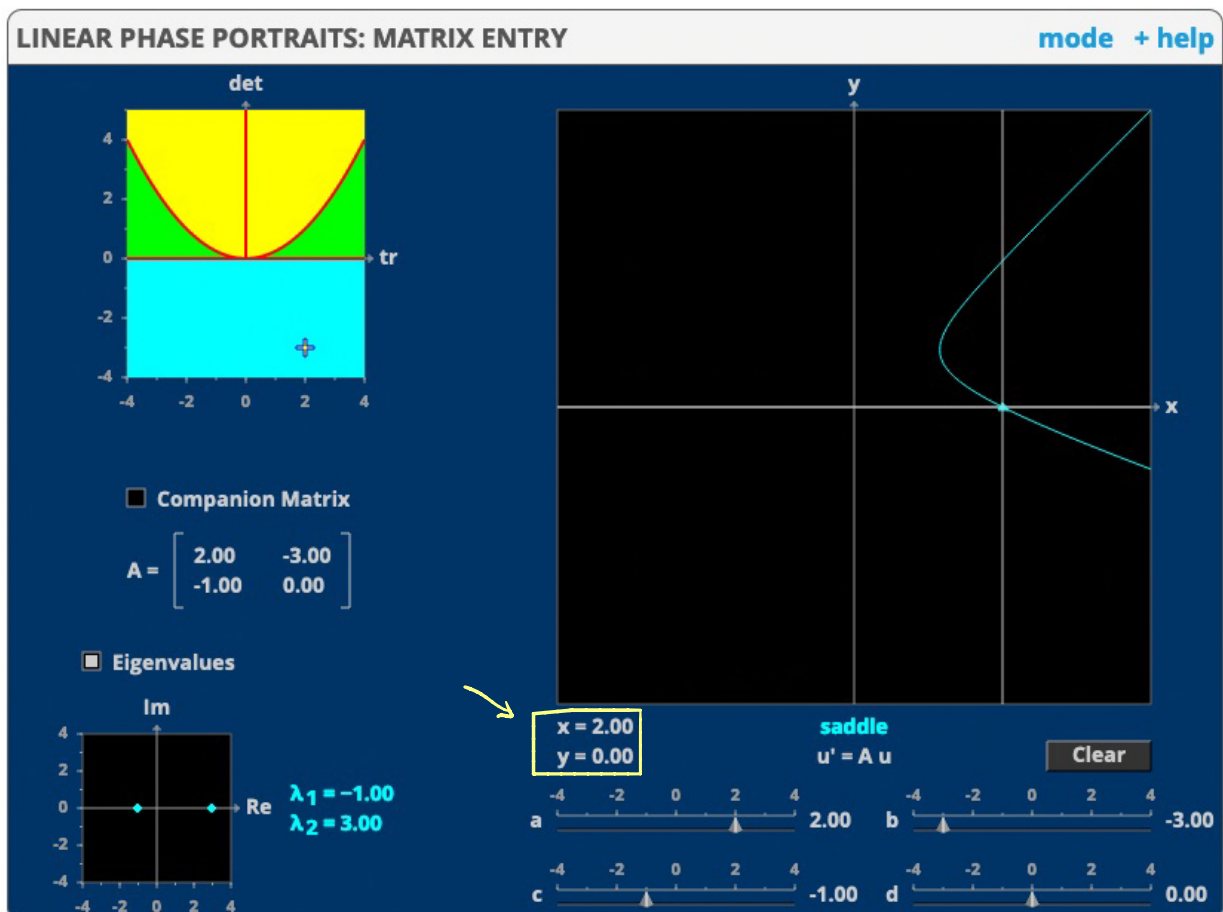 LINEAR PHASE PORTRAITS: MATRIX ENTRY
mode + help
det
4
2
0
-2
-4
tr
-4 -2 0 2 4
Companion Matrix
A =
2.00 -3.00
-1.00 0.00
Eigenvalues
Im
4
2
0
-2
-4
Re
-4 -2 0 2 4
λ1 = −1.00
λ2 = 3.00
y
x
x = 2.00
y = 0.00
saddle
u' = A u
Clear
-4 -2 0 2 4
a 2.00
-4 -2 0 2 4
b -3.00
-4 -2 0 2 4
c -1.00
-4 -2 0 2 4
d 0.00